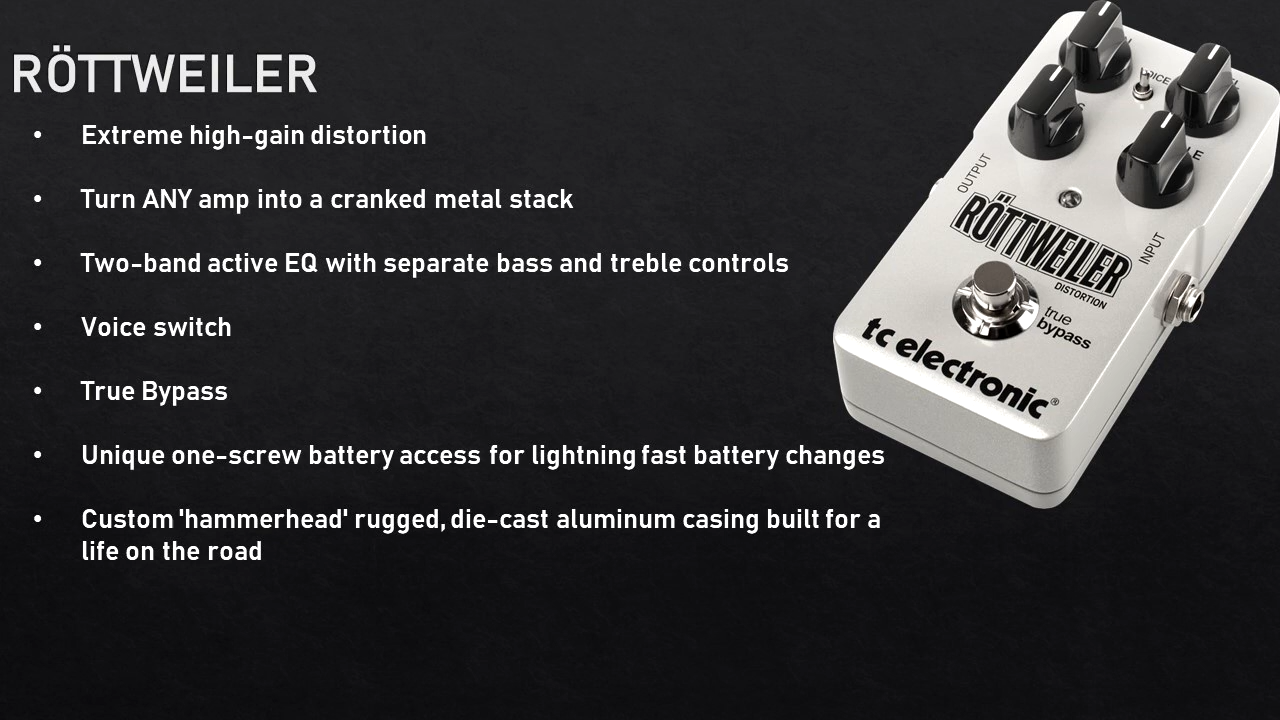 RÖTTWEILER
• Extreme high-gain distortion
• Turn ANY amp into a cranked metal stack
• Two-band active EQ with separate bass and treble controls
• Voice switch
• True Bypass
• Unique one-screw battery access for lightning fast battery changes
• Custom 'hammerhead' rugged, die-cast aluminum casing built for a
life on the road
OUTPUT
INPUT
RÖTTWEILER
DISTORTION
true
bypass
tc electronic®